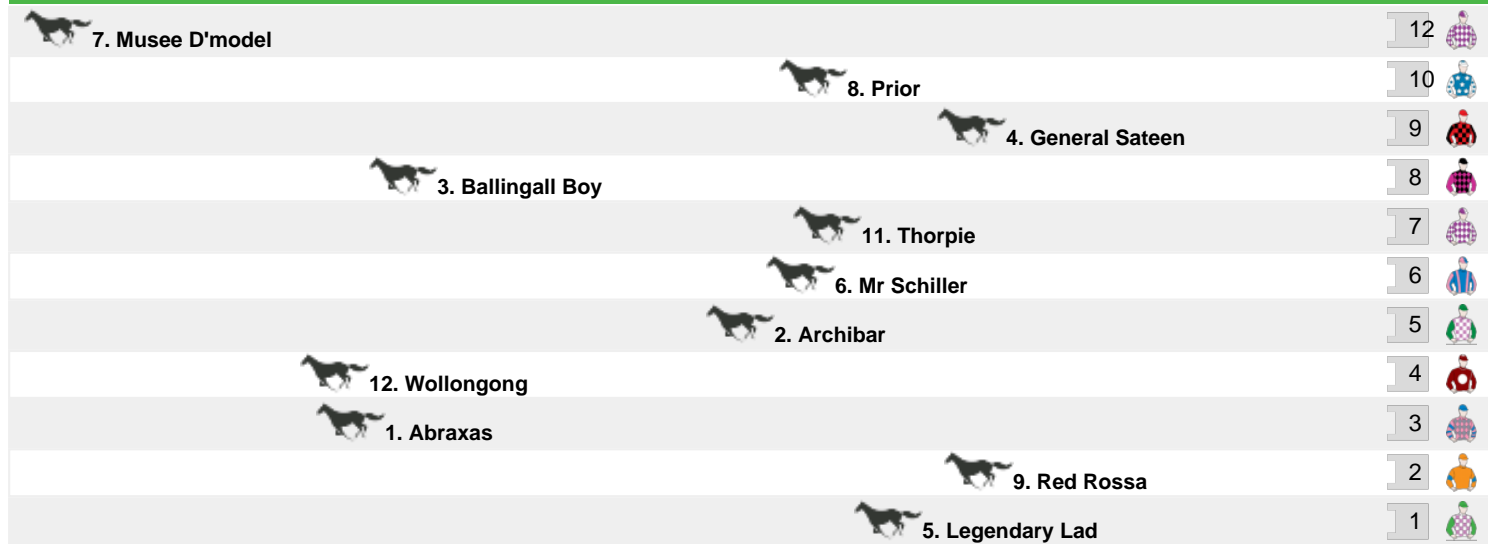 7. Musee D'model 12
8. Prior 10
4. General Sateen 9
3. Ballingall Boy 8
11. Thorpie 7
6. Mr Schiller 6
2. Archibar 5
12. Wollongong 4
1. Abraxas 3
9. Red Rossa 2
5. Legendary Lad 1